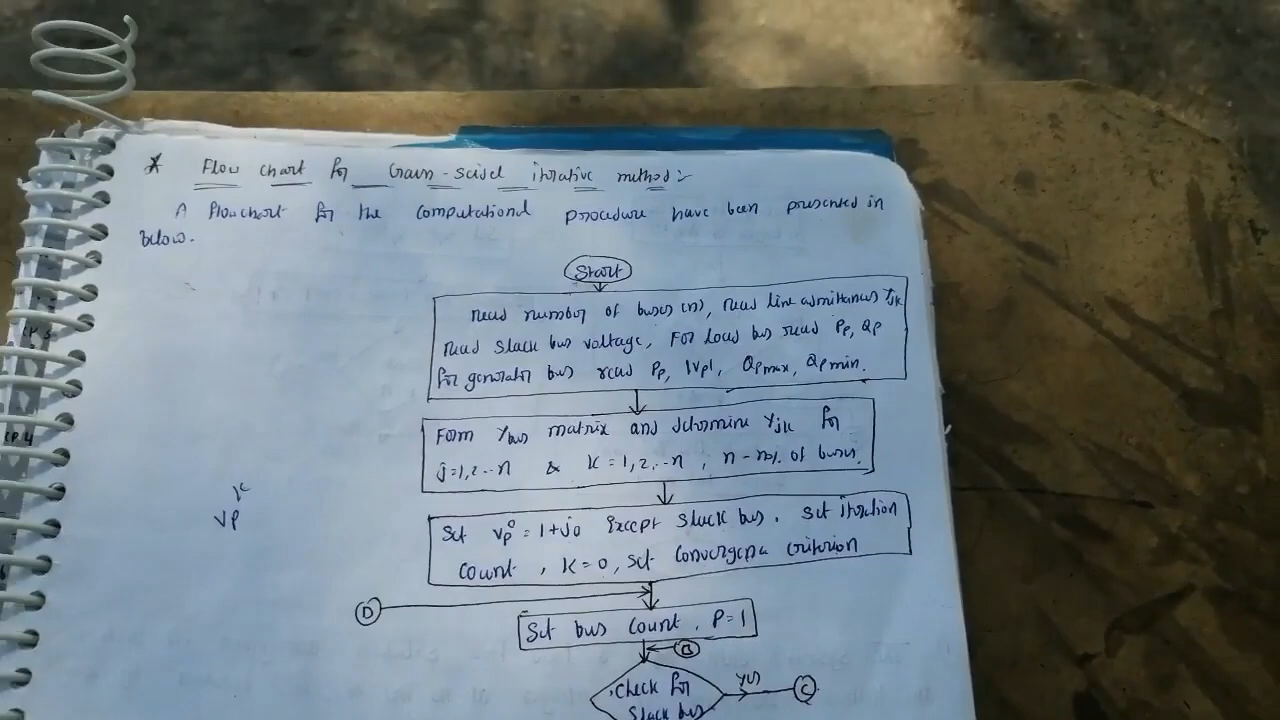 * Flow chart for Gauss-seidel iterative method :-
A flowchart for the computational procedure have been presented in
below.
Start
read number of buses (n), read line admittances Yjk
read slack bus voltage, For load bus read Pp, Qp
for generator bus read Pp, |Vp|, Qpmax, Qpmin.
Form Ybus matrix and determine Yjk for
j=1,2..n & K=1,2..n, n-no. of buses.
Vp^K
Set Vp^0 = 1+j0 Except slack bus. Set iteration
count, K=0, set convergence criterion
D
Set bus count, P=1
B
Check for
slack bus
yes
C